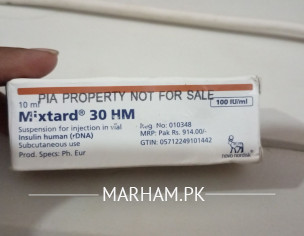 PIA PROPERTY NOT FOR SALE
10 ml
100 IU/ml
Mixtard® 30 HM
Suspension for injection in vial
Insulin human (rDNA)
Subcutaneous use
Prod. Specs: Ph. Eur
Reg. No: 010348
MRP: Pak Rs. 914.00/-
GTIN: 05712249101442
novo nordisk
MARHAM.PK